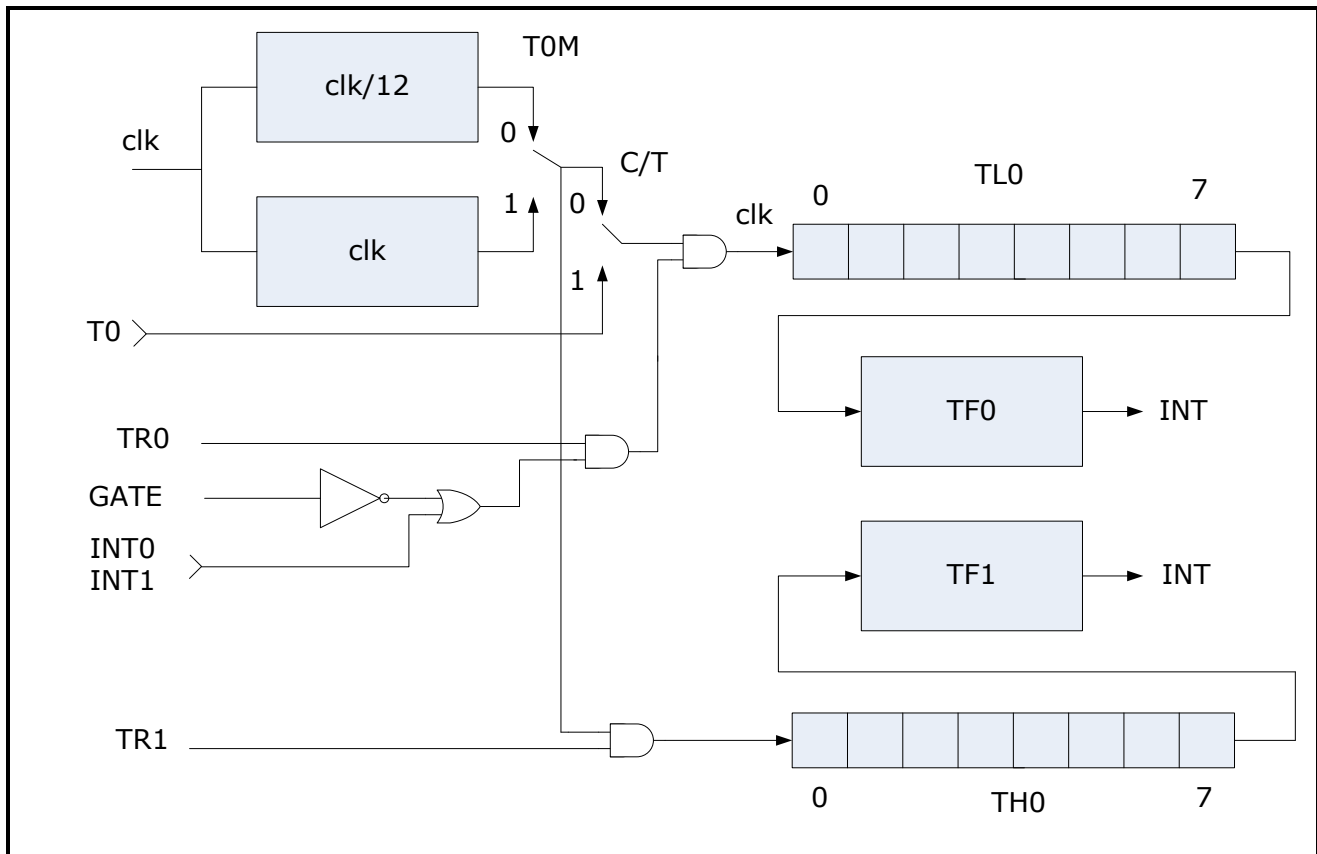 T0M
clk/12
clk
0
C/T
TL0
0
7
1
0
clk
clk
1
T0
TF0
INT
TR0
GATE
INT0
INT1
TF1
INT
TR1
0
TH0
7